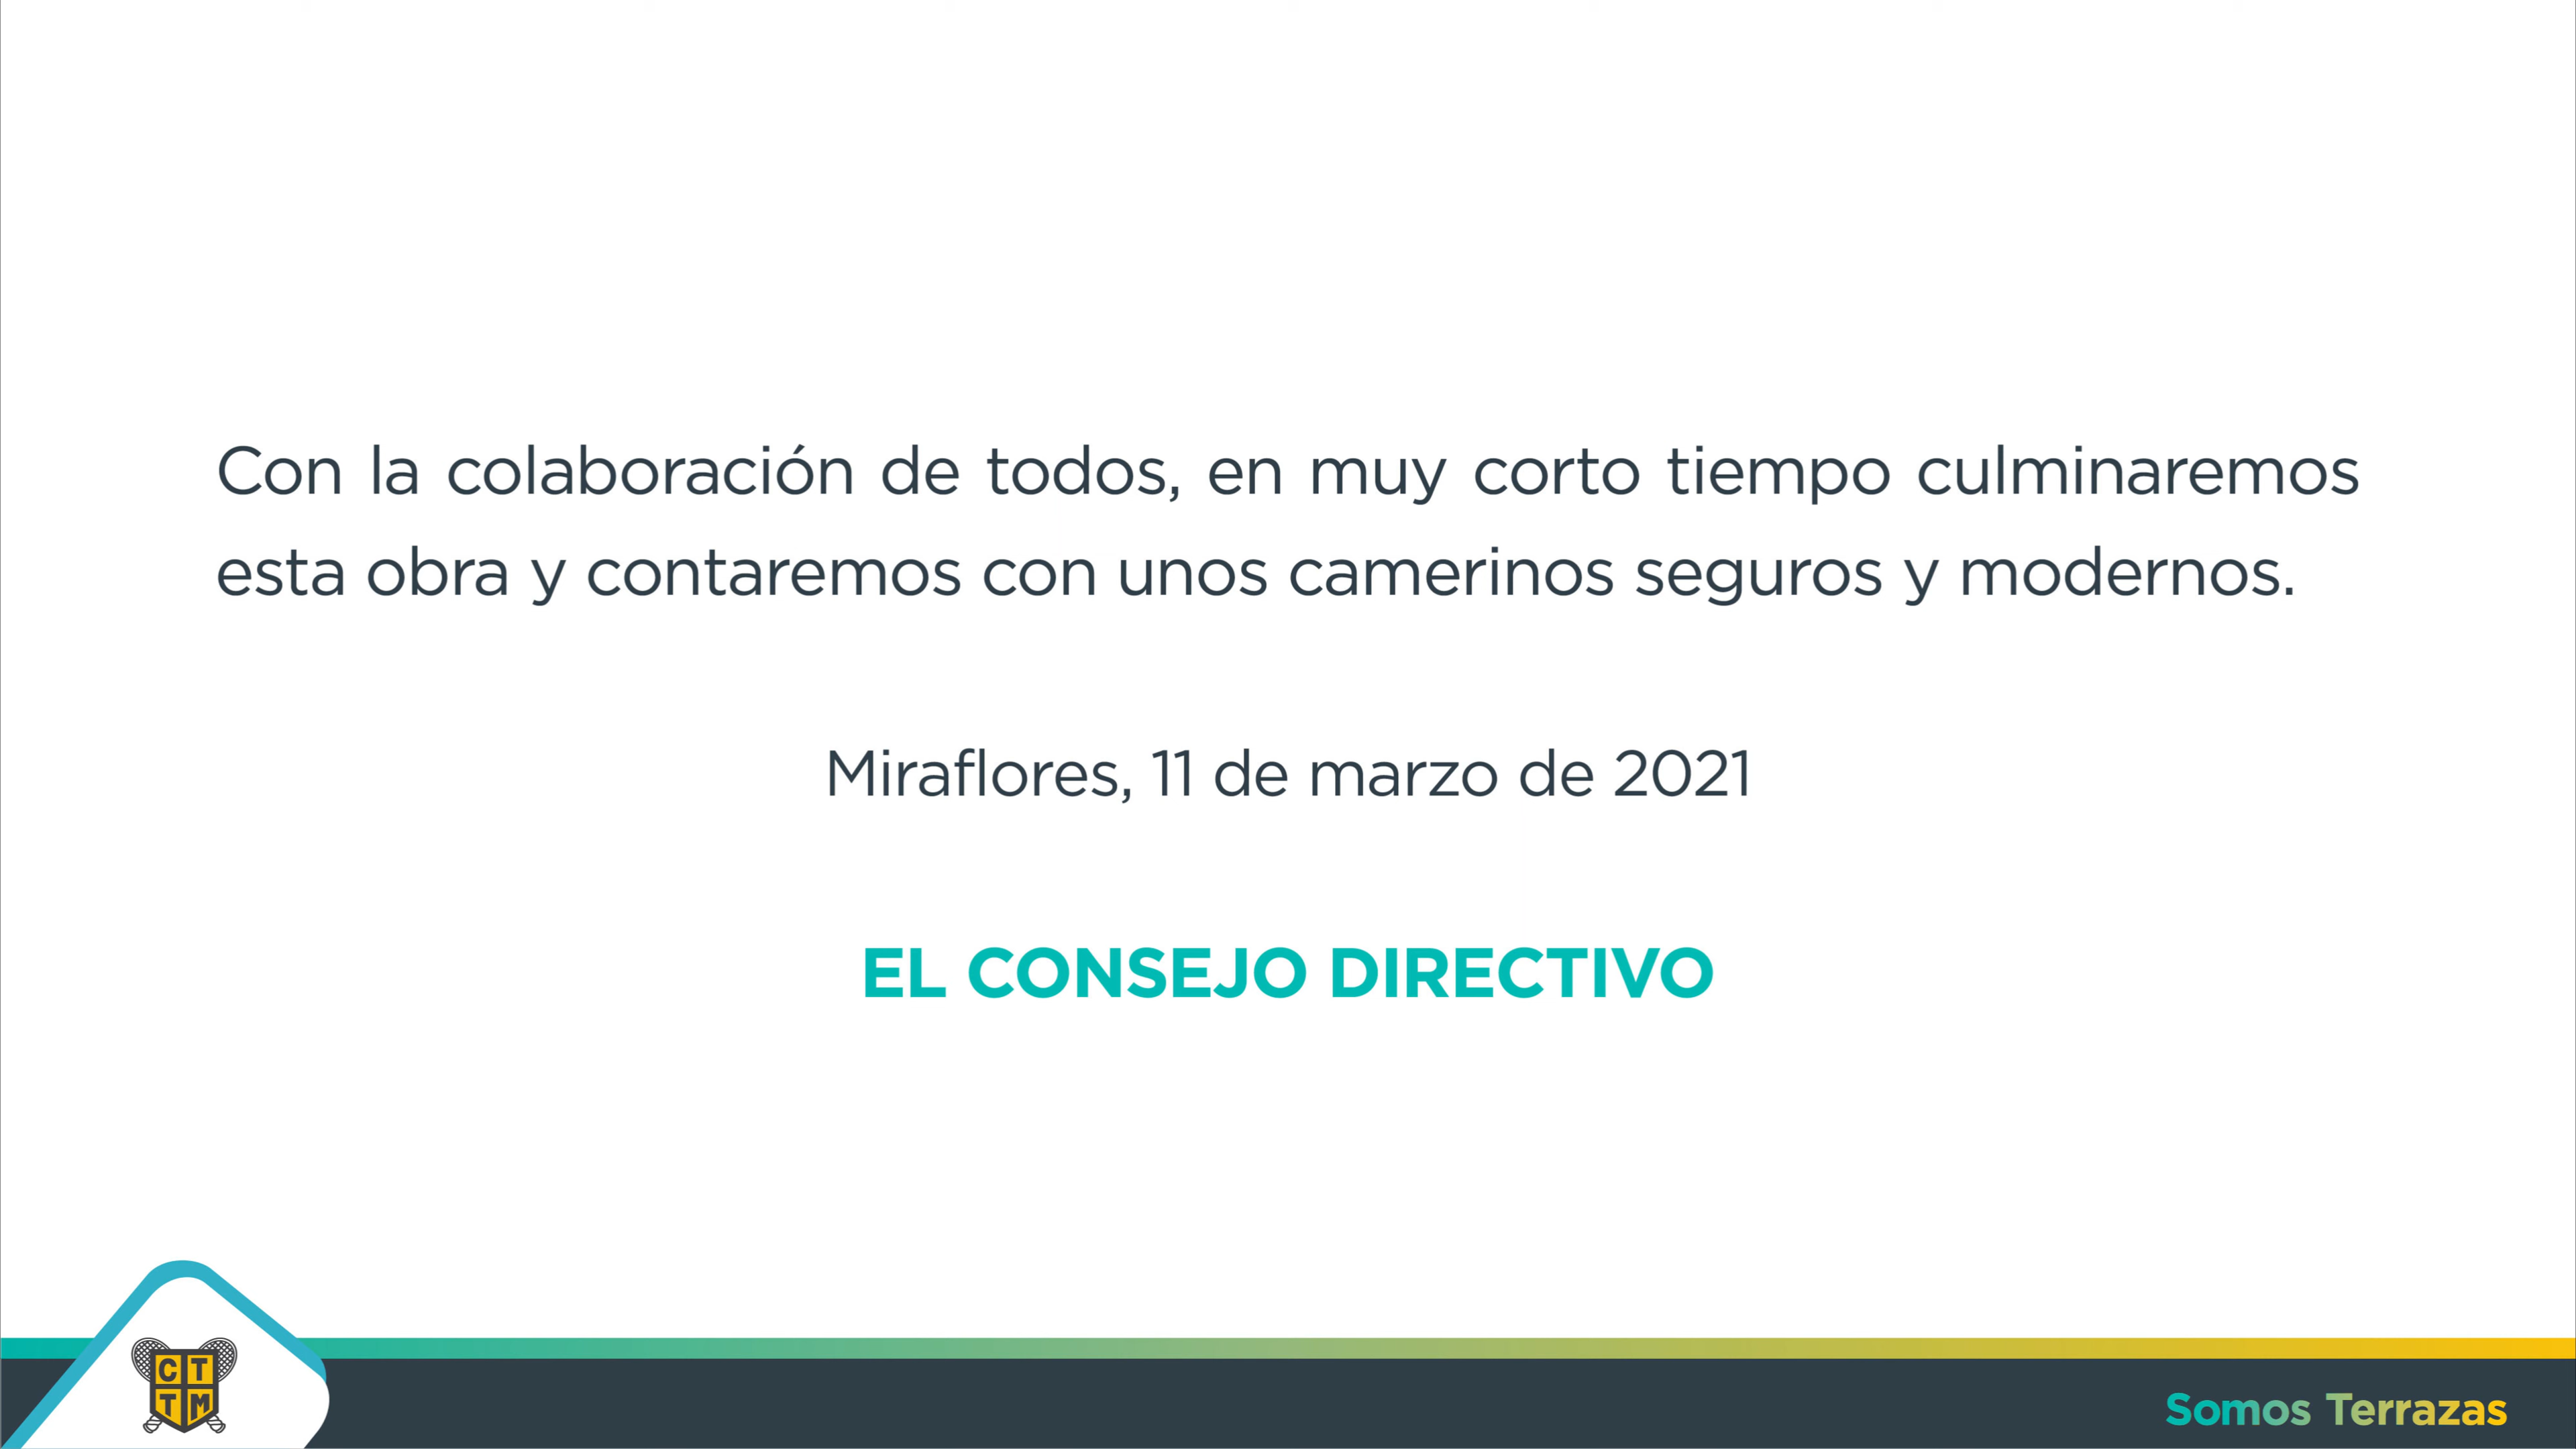 Con la colaboración de todos, en muy corto tiempo culminaremos
esta obra y contaremos con unos camerinos seguros y modernos.
Miraflores, 11 de marzo de 2021
EL CONSEJO DIRECTIVO
C T
T M
Somos Terrazas